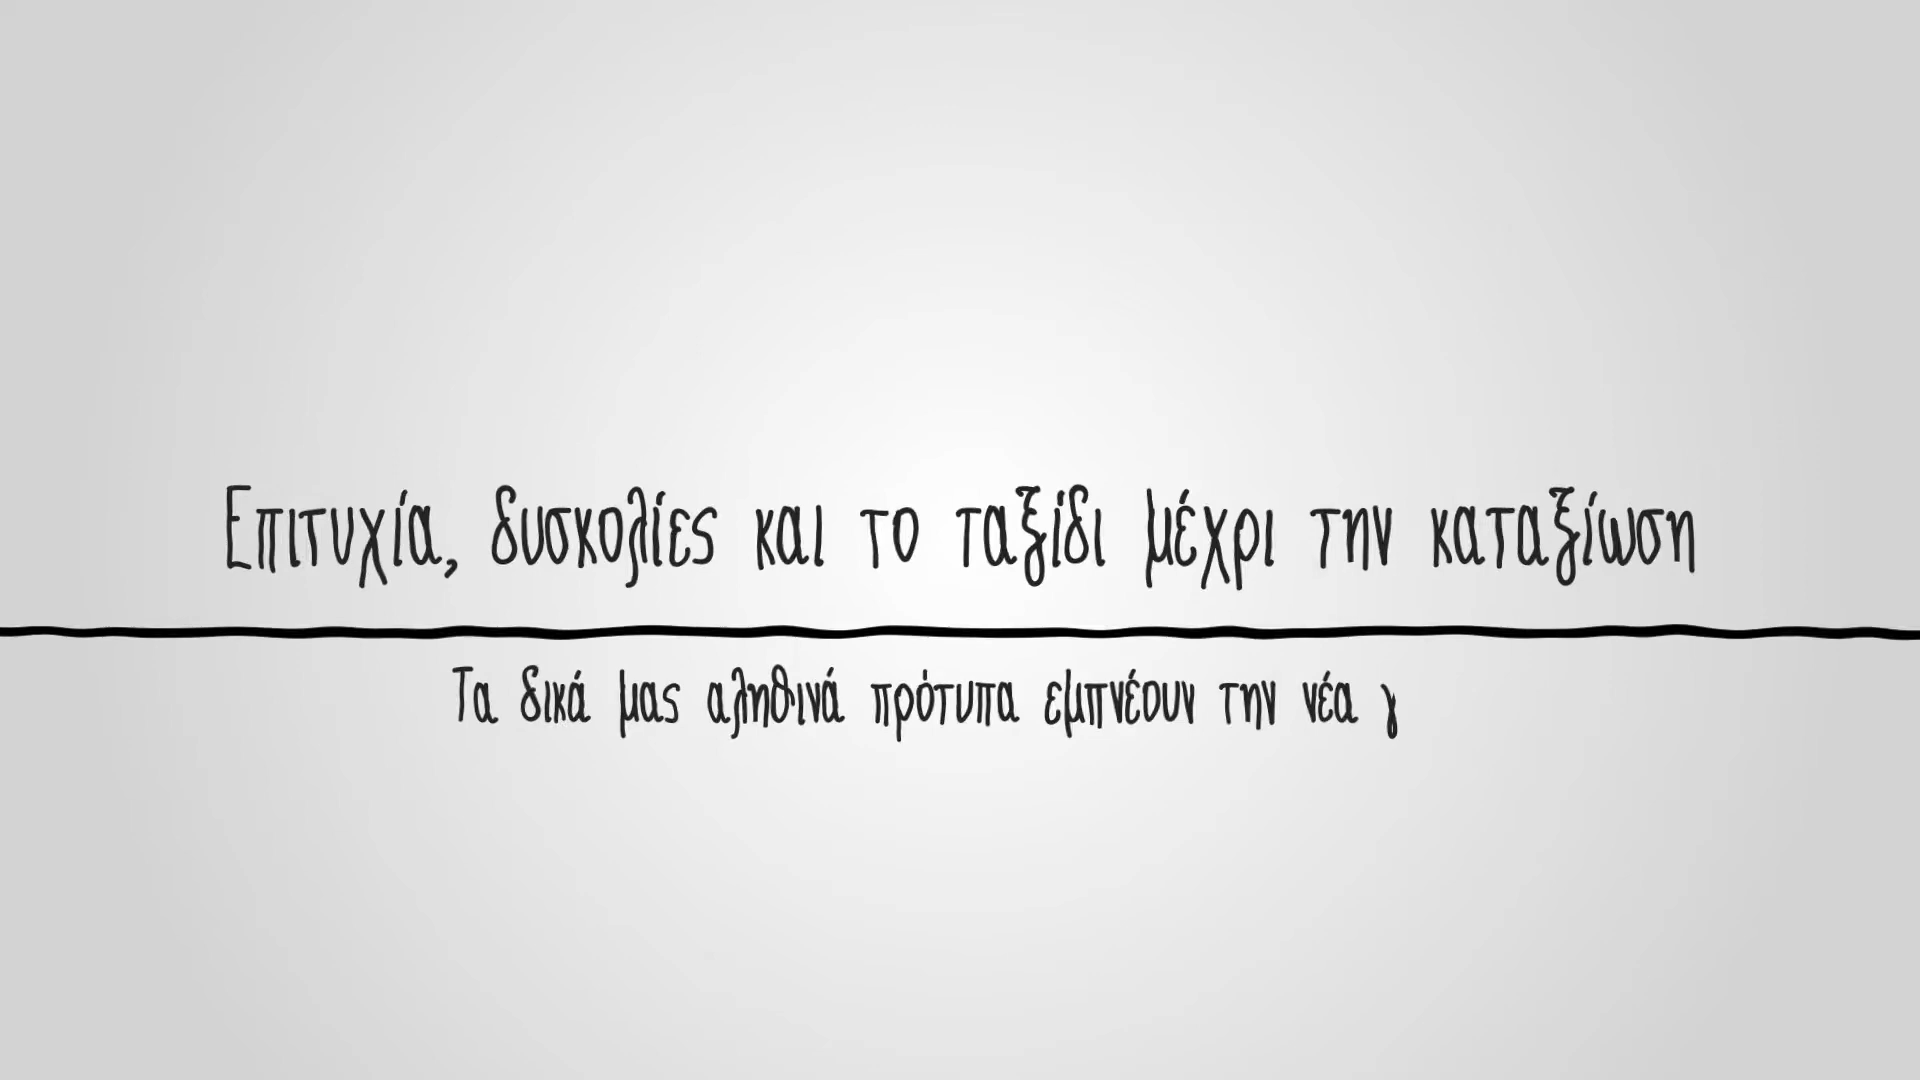 Επιτυχία, δυσκολίες και το ταξίδι μέχρι την καταξίωση
Τα δικά μας αληθινά πρότυπα εμπνέουν την νέα γ